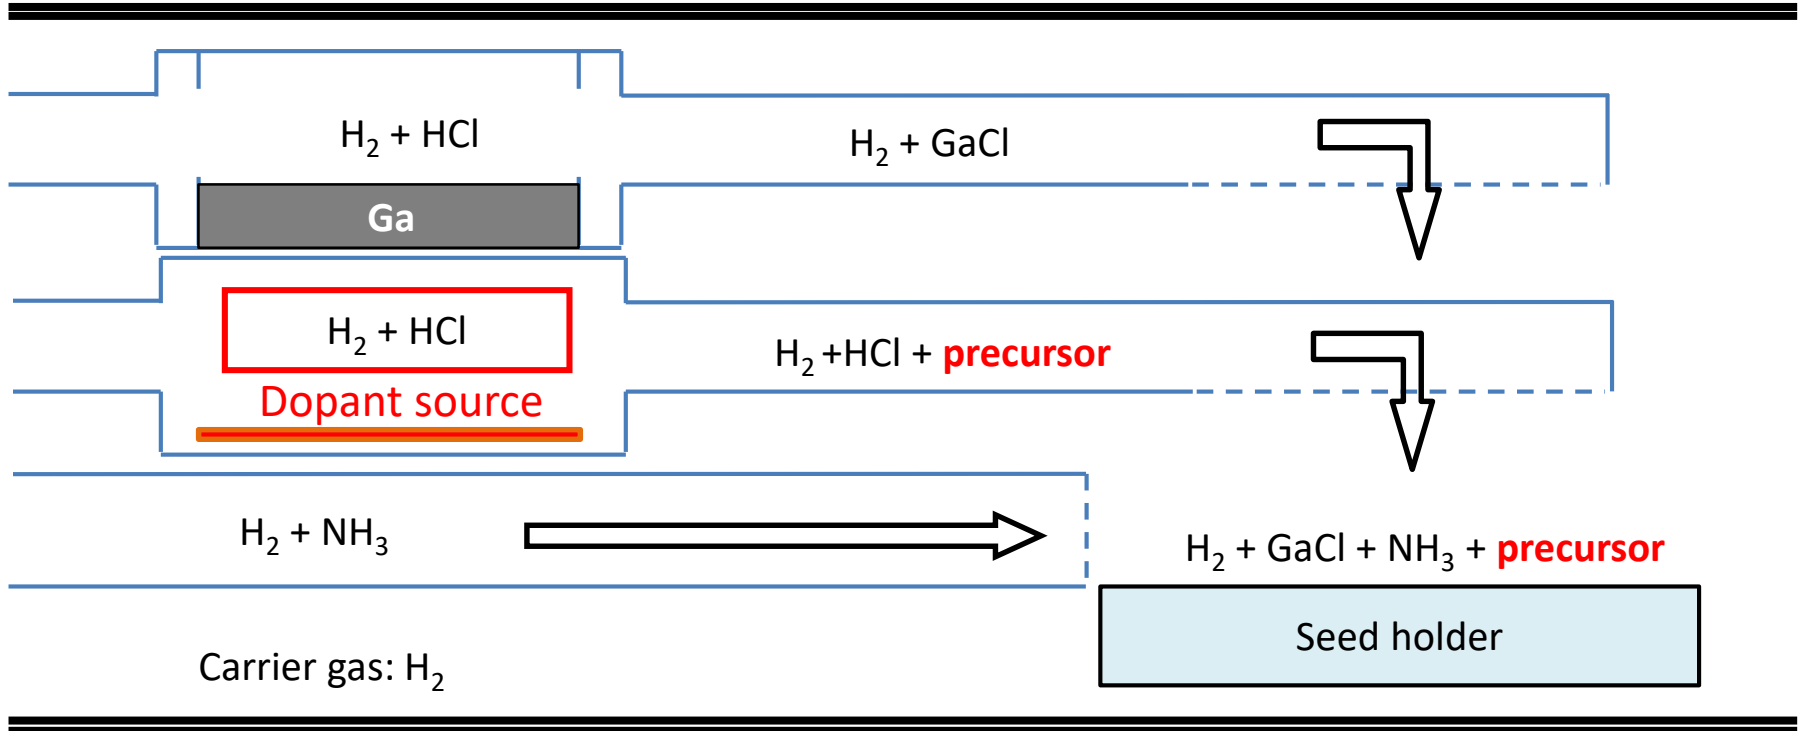 H₂ + HCl
H₂ + GaCl
Ga
H₂ + HCl
H₂ +HCl + precursor
Dopant source
H₂ + NH₃
H₂ + GaCl + NH₃ + precursor
Seed holder
Carrier gas: H₂